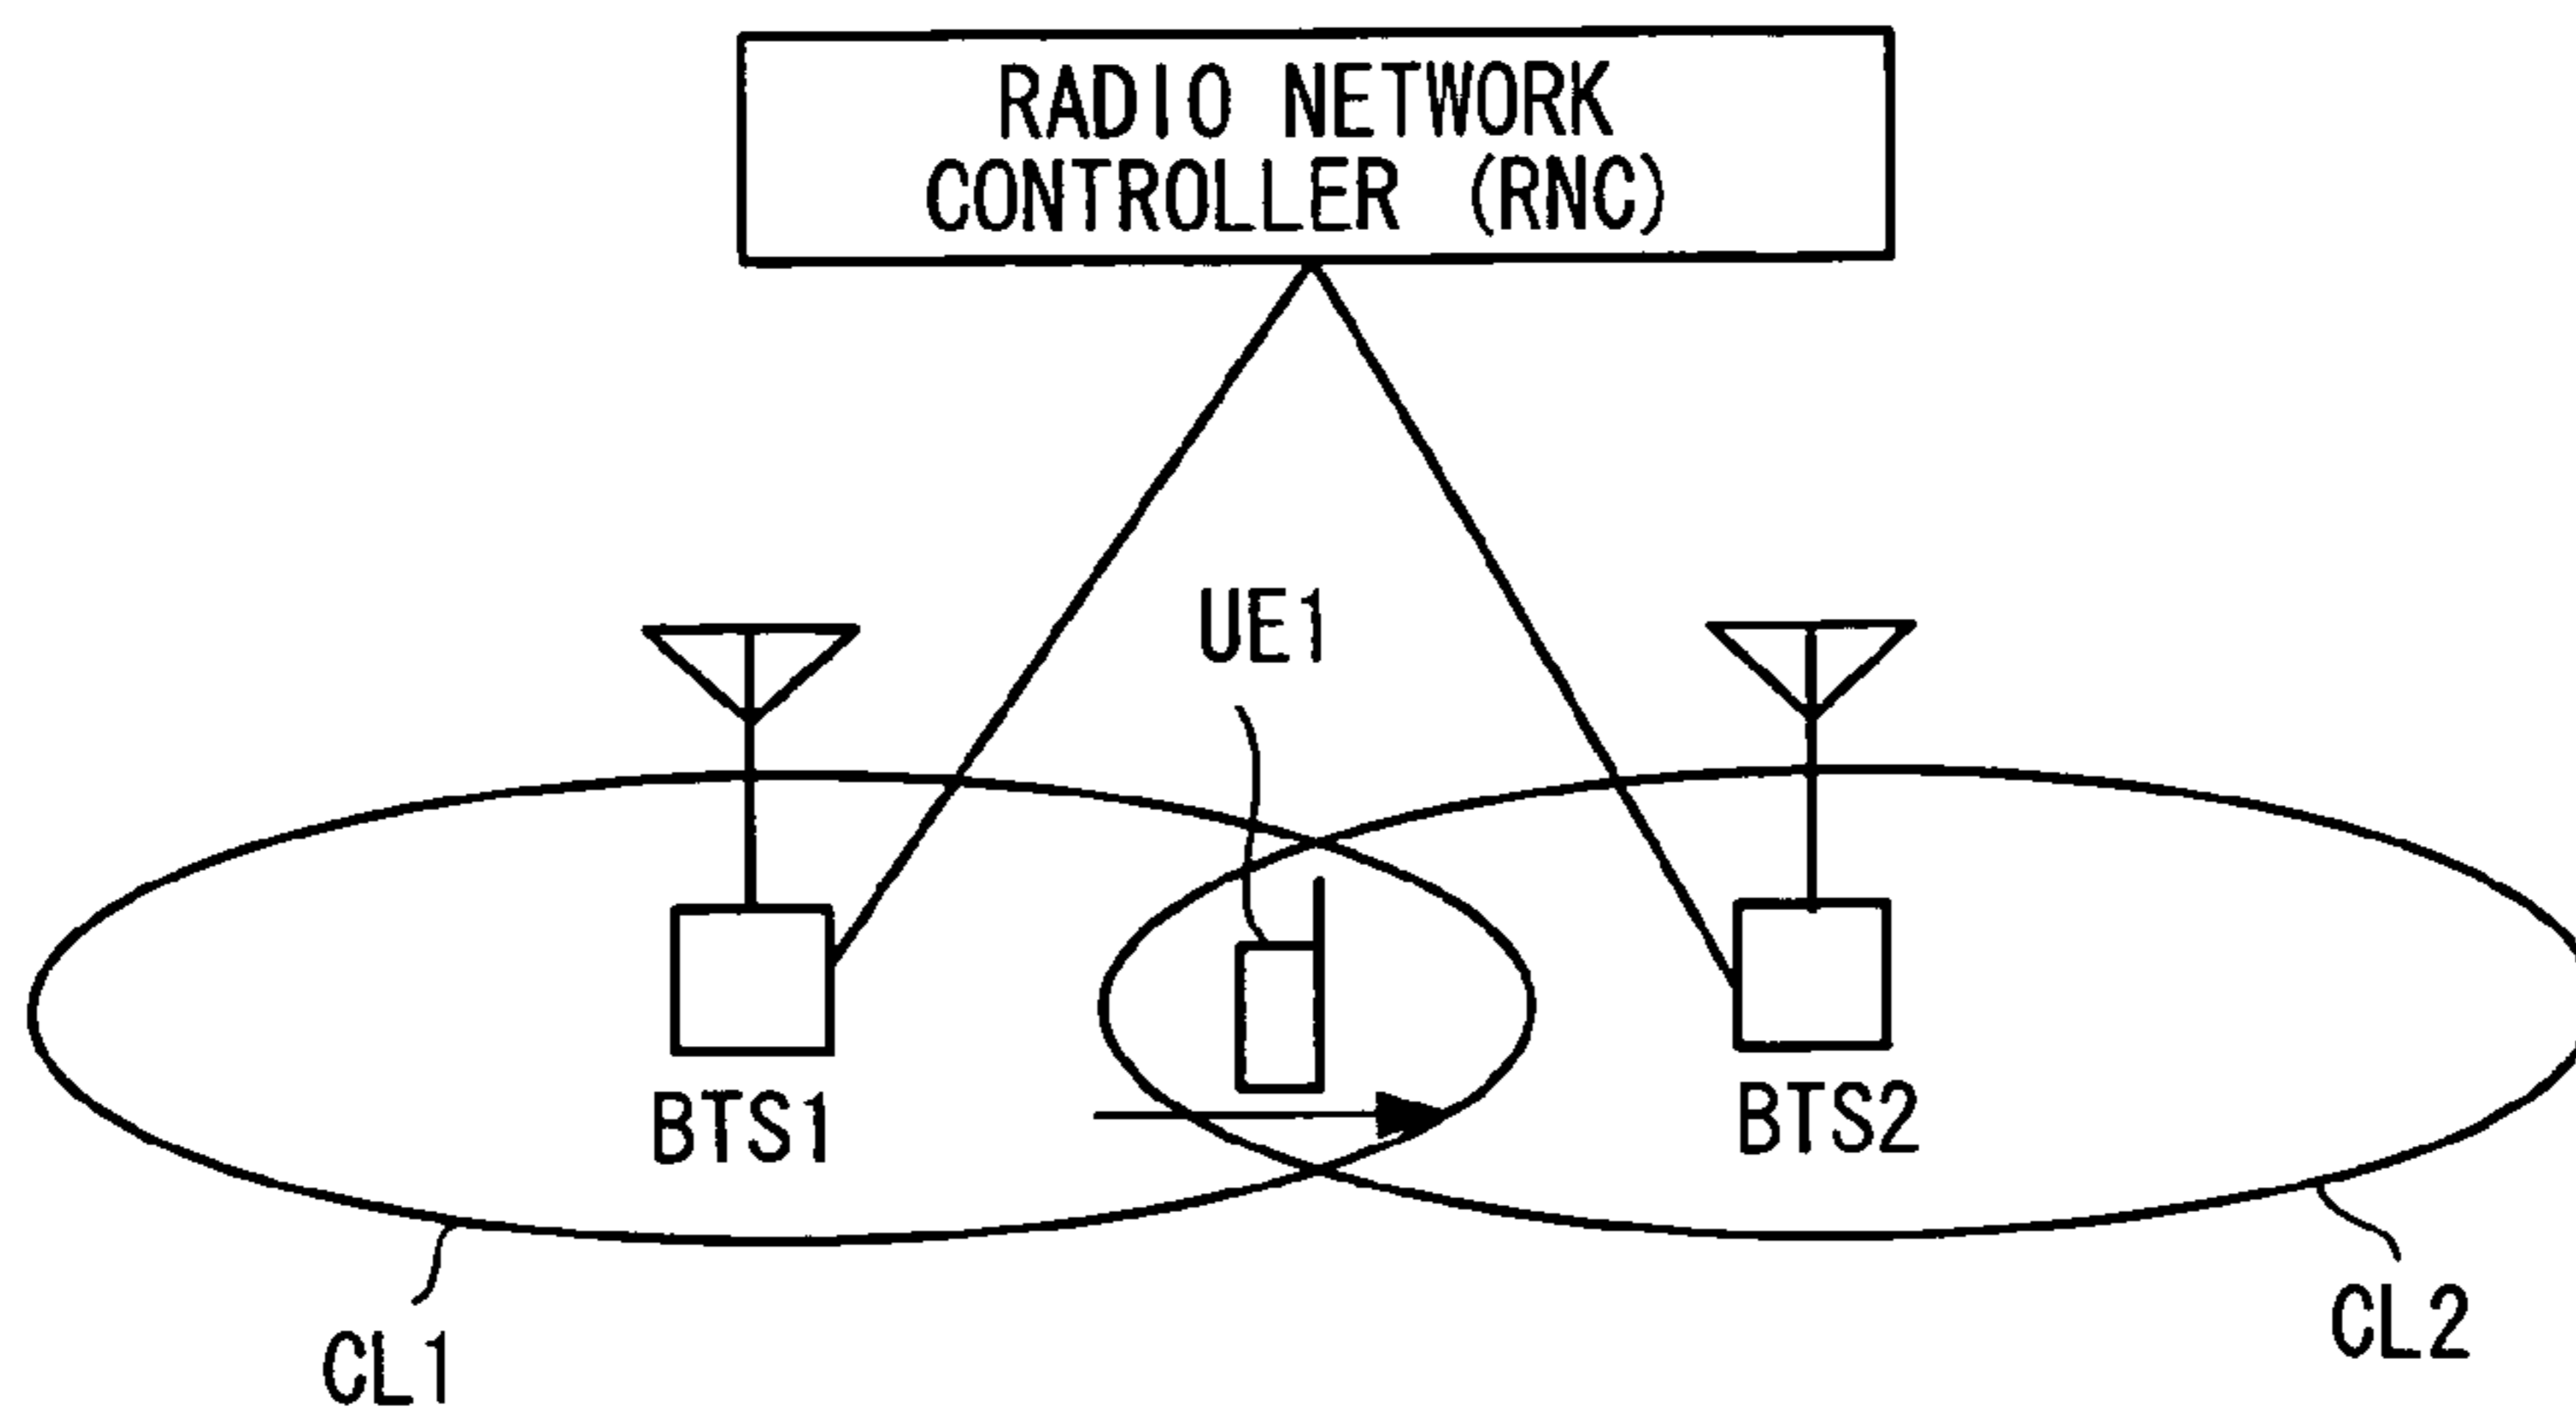 RADIO NETWORK
CONTROLLER (RNC)
UE1
BTS1
BTS2
CL1
CL2